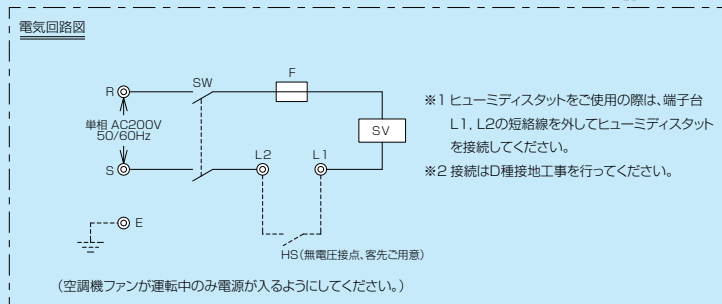 電気回路図
R
SW
F
単相 AC200V
50/60Hz
SV
S
L2
L1
E
HS(無電圧接点、客先ご用意)
※1 ヒューミディスタットをご使用の際は、端子台
L1, L2の短絡線を外してヒューミディスタット
を接続してください。
※2 接続はD種接地工事を行ってください。
(空調機ファンが運転中のみ電源が入るようにしてください。)